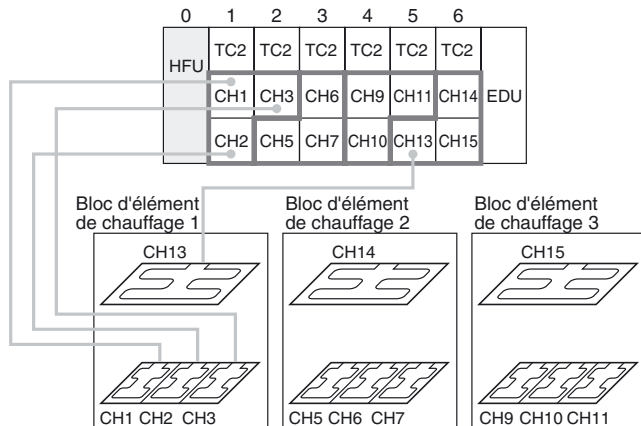 0 1 2 3 4 5 6
HFU TC2 TC2 TC2 TC2 TC2 TC2 EDU
CH1 CH3 CH6 CH9 CH11 CH14
CH2 CH5 CH7 CH10 CH13 CH15
Bloc d'élément
de chauffage 1
Bloc d'élément
de chauffage 2
Bloc d'élément
de chauffage 3
CH13
CH14
CH15
CH1 CH2 CH3
CH5 CH6 CH7
CH9 CH10 CH11